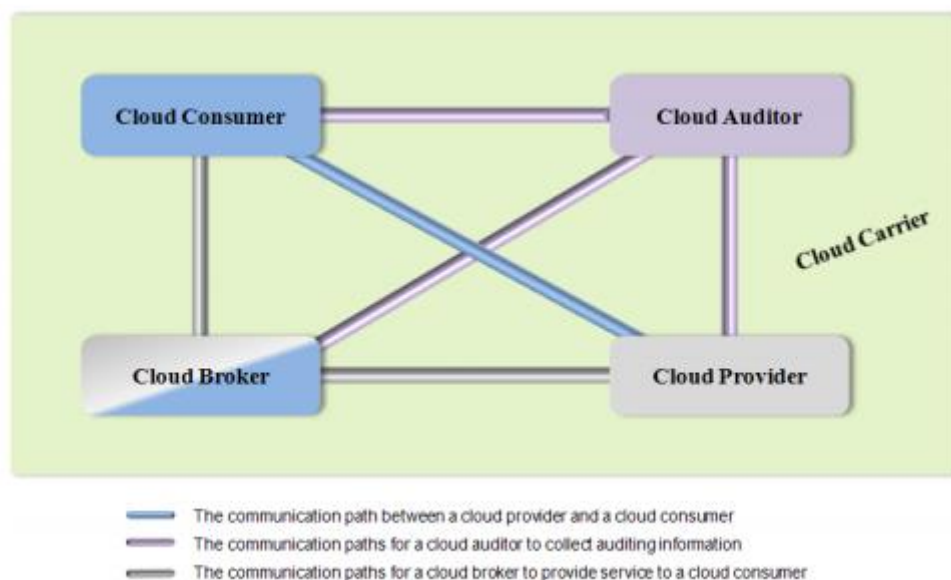 Cloud Consumer
Cloud Auditor
Cloud Carrier
Cloud Broker
Cloud Provider
The communication path between a cloud provider and a cloud consumer
The communication paths for a cloud auditor to collect auditing information
The communication paths for a cloud broker to provide service to a cloud consumer